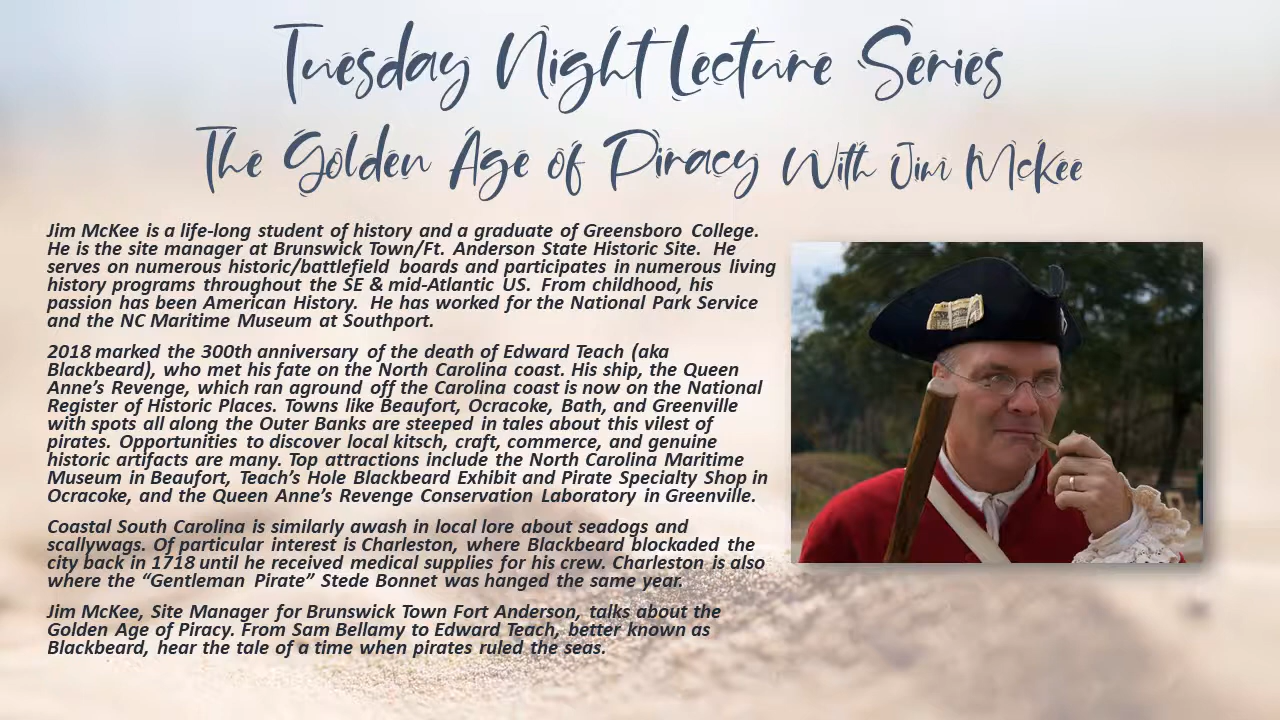 Tuesday Night Lecture Series
The Golden Age of Piracy With Jim McKee
Jim McKee is a life-long student of history and a graduate of Greensboro College.
He is the site manager at Brunswick Town/Ft. Anderson State Historic Site. He
serves on numerous historic/battlefield boards and participates in numerous living
history programs throughout the SE & mid-Atlantic US. From childhood, his
passion has been American History. He has worked for the National Park Service
and the NC Maritime Museum at Southport.
2018 marked the 300th anniversary of the death of Edward Teach (aka
Blackbeard), who met his fate on the North Carolina coast. His ship, the Queen
Anne’s Revenge, which ran aground off the Carolina coast is now on the National
Register of Historic Places. Towns like Beaufort, Ocracoke, Bath, and Greenville
with spots all along the Outer Banks are steeped in tales about this vilest of
pirates. Opportunities to discover local kitsch, craft, commerce, and genuine
historic artifacts are many. Top attractions include the North Carolina Maritime
Museum in Beaufort, Teach’s Hole Blackbeard Exhibit and Pirate Specialty Shop in
Ocracoke, and the Queen Anne’s Revenge Conservation Laboratory in Greenville.
Coastal South Carolina is similarly awash in local lore about seadogs and
scallywags. Of particular interest is Charleston, where Blackbeard blockaded the
city back in 1718 until he received medical supplies for his crew. Charleston is also
where the “Gentleman Pirate” Stede Bonnet was hanged the same year.
Jim McKee, Site Manager for Brunswick Town Fort Anderson, talks about the
Golden Age of Piracy. From Sam Bellamy to Edward Teach, better known as
Blackbeard, hear the tale of a time when pirates ruled the seas.